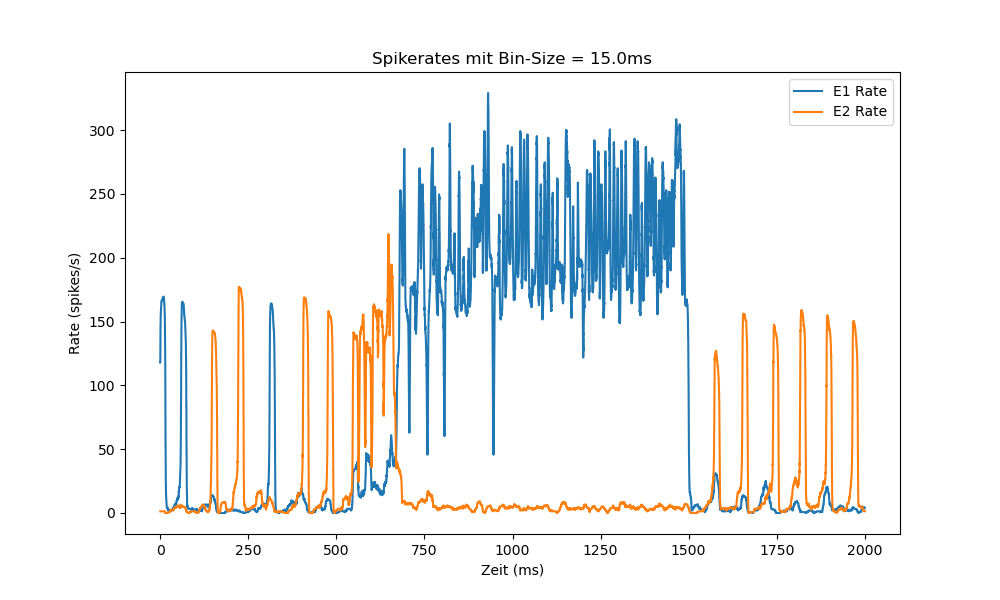 Spikerates mit Bin-Size = 15.0ms
E1 Rate
E2 Rate
Rate (spikes/s)
300
250
200
150
100
50
0
0 250 500 750 1000 1250 1500 1750 2000
Zeit (ms)